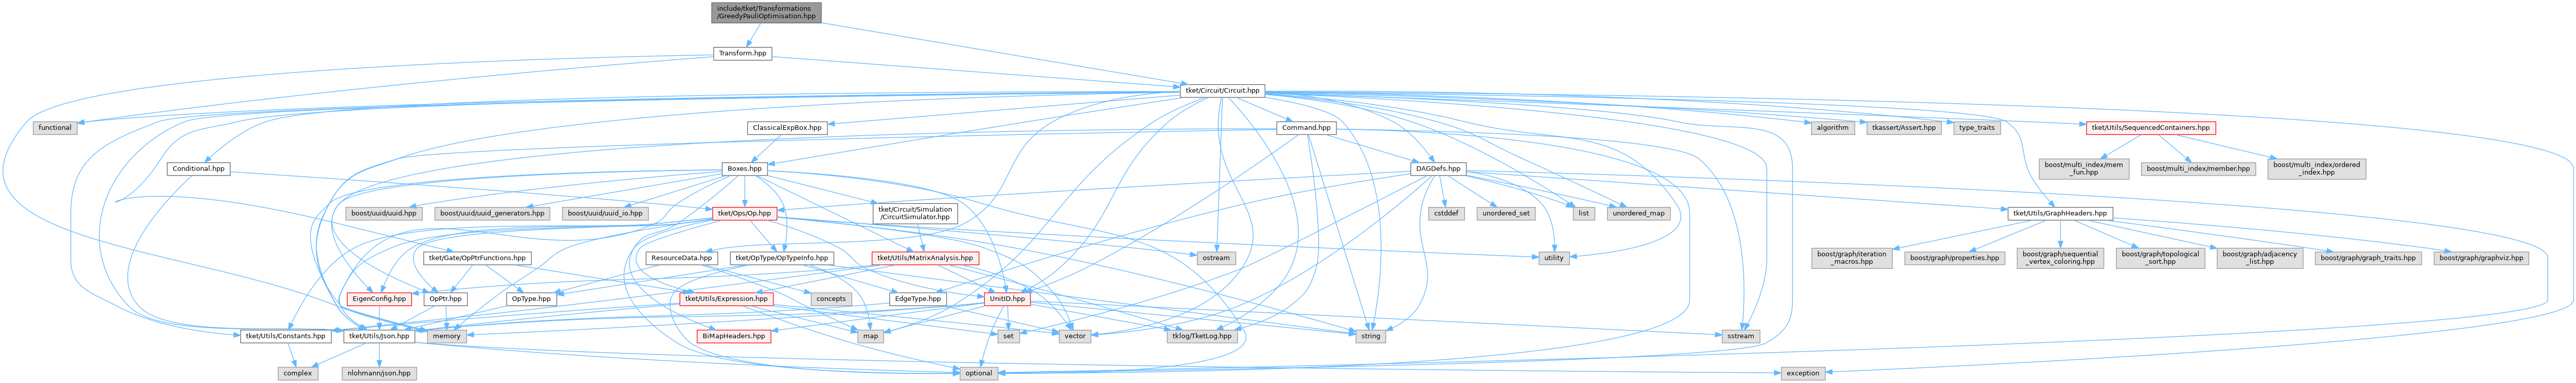 include/tket/Transformations
/GreedyPauliOptimisation.hpp
Transform.hpp
tket/Circuit/Circuit.hpp
functional
ClassicalExpBox.hpp
Command.hpp
algorithm
tkassert/Assert.hpp
type_traits
tket/Utils/SequencedContainers.hpp
Conditional.hpp
Boxes.hpp
DAGDefs.hpp
boost/multi_index/mem
_fun.hpp
boost/multi_index/member.hpp
boost/multi_index/ordered
_index.hpp
boost/uuid/uuid.hpp
boost/uuid/uuid_generators.hpp
boost/uuid/uuid_io.hpp
tket/Ops/Op.hpp
tket/Circuit/Simulation
/CircuitSimulator.hpp
cstddef
unordered_set
list
unordered_map
tket/Utils/GraphHeaders.hpp
tket/Gate/OpPtrFunctions.hpp
ResourceData.hpp
tket/OpType/OpTypeInfo.hpp
tket/Utils/MatrixAnalysis.hpp
ostream
utility
boost/graph/iteration
_macros.hpp
boost/graph/properties.hpp
boost/graph/sequential
_vertex_coloring.hpp
boost/graph/topological
_sort.hpp
boost/graph/adjacency
_list.hpp
boost/graph/graph_traits.hpp
boost/graph/graphviz.hpp
EigenConfig.hpp
OpPtr.hpp
OpType.hpp
tket/Utils/Expression.hpp
concepts
EdgeType.hpp
UnitID.hpp
tket/Utils/Constants.hpp
tket/Utils/Json.hpp
memory
BiMapHeaders.hpp
map
set
vector
tklog/TketLog.hpp
string
sstream
complex
nlohmann/json.hpp
optional
exception